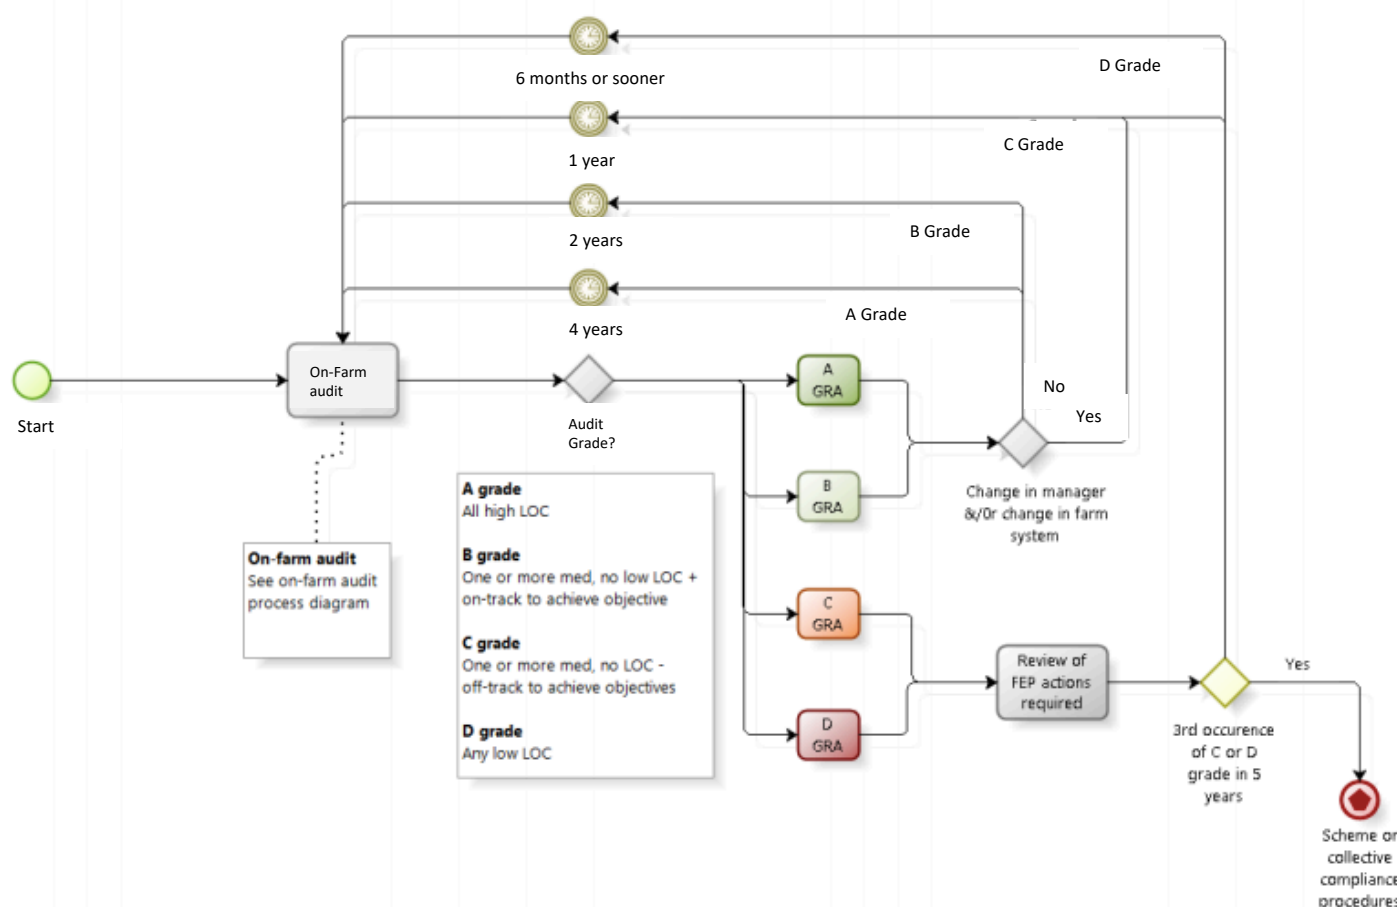 D Grade
6 months or sooner
C Grade
1 year
B Grade
2 years
A Grade
4 years
Start
On-Farm
audit
Audit
Grade?
A
GRA
B
GRA
C
GRA
D
GRA
No
Yes
Change in manager
&/0r change in farm
system
A grade
All high LOC
B grade
One or more med, no low LOC +
on-track to achieve objective
C grade
One or more med, no LOC -
off-track to achieve objectives
D grade
Any low LOC
On-farm audit
See on-farm audit
process diagram
Review of
FEP actions
required
Yes
3rd occurence
of C or D
grade in 5
years
Scheme or
collective
compliance
procedures